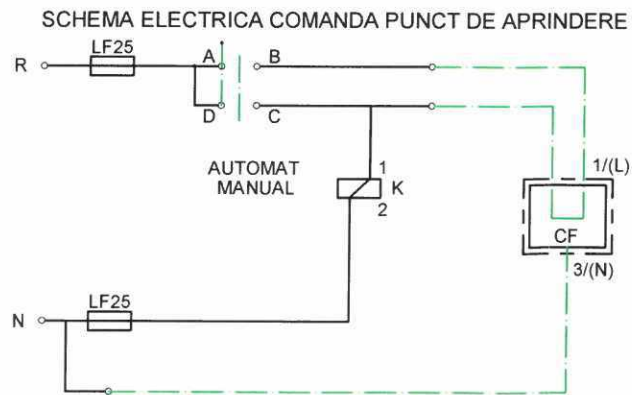 SCHEMA ELECTRICA COMANDA PUNCT DE APRINDERE
LF25
R
A
B
D
C
AUTOMAT
MANUAL
1
K
2
1/(L)
CF
3/(N)
LF25
N